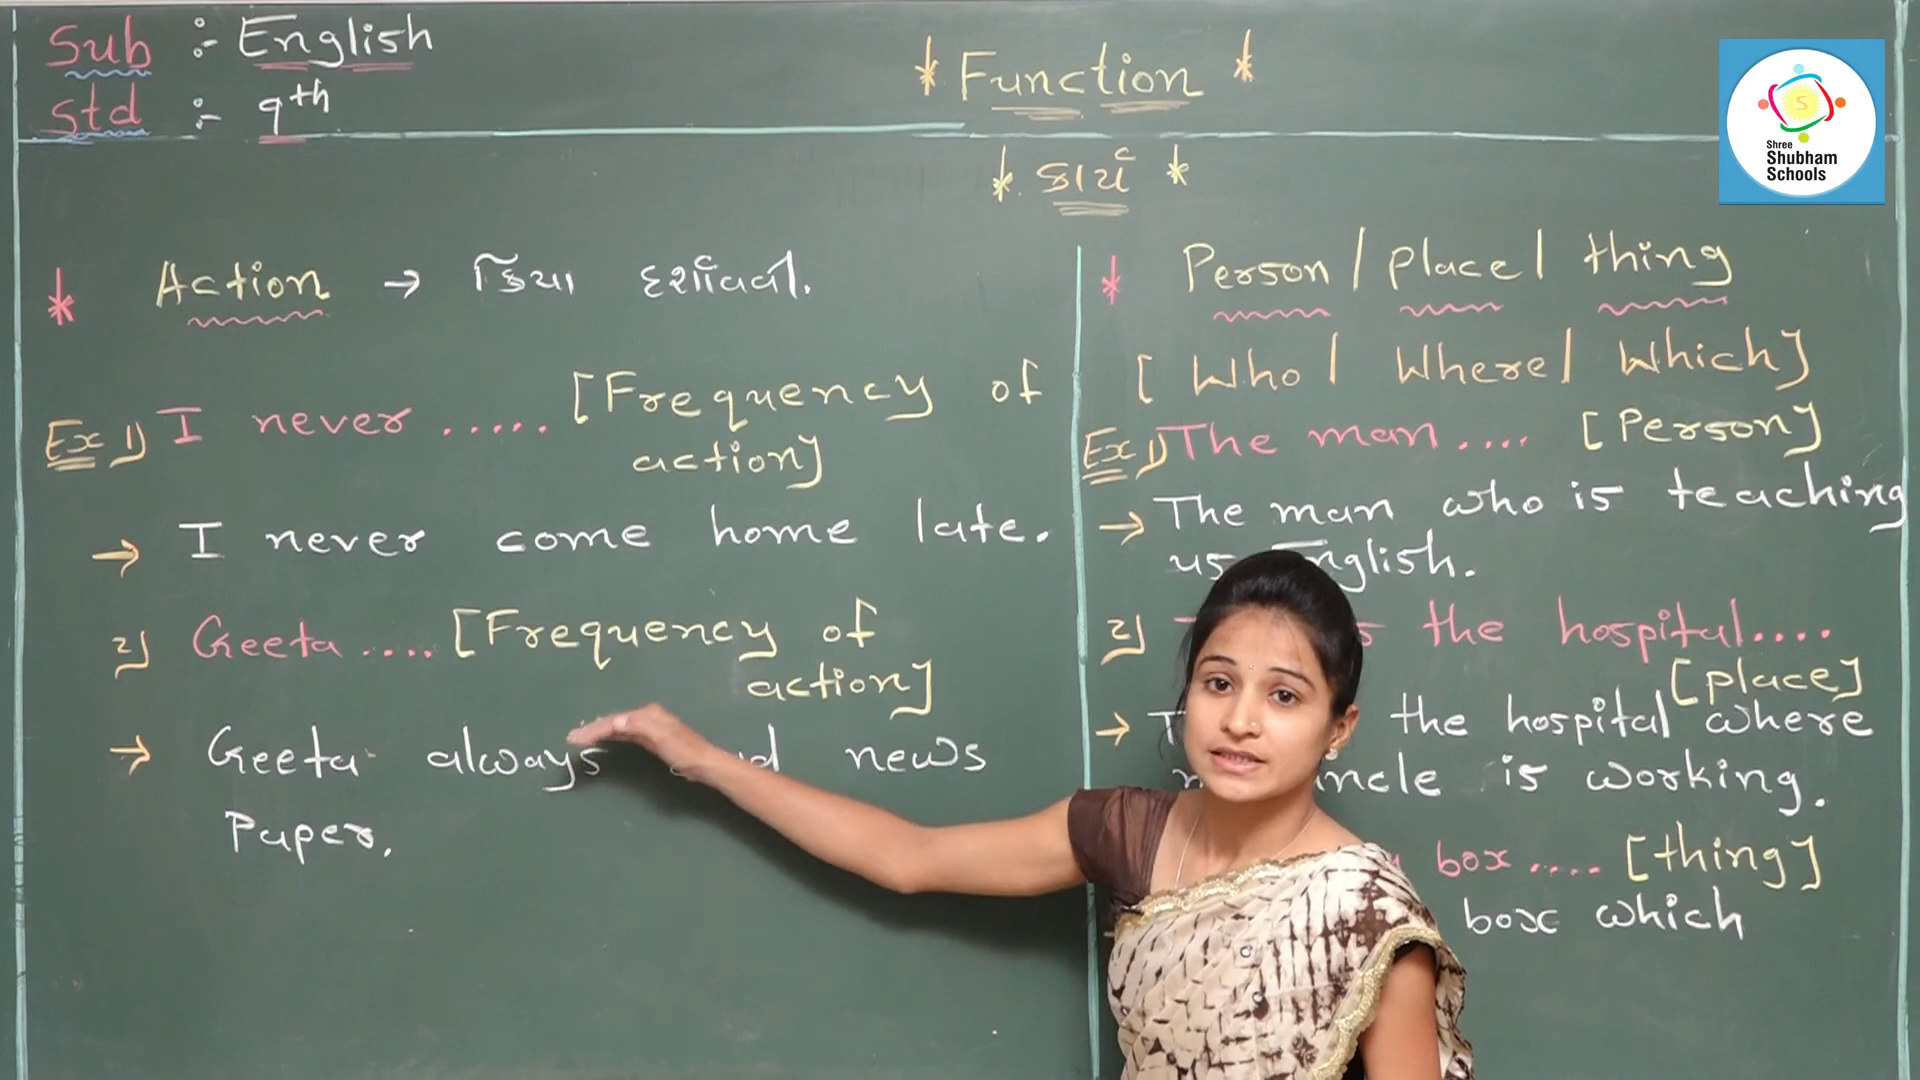 Sub :- English
Std :- 9th
* Function *
* કાર્ય *
Shree
Shubham
Schools
* Action → ક્રિયા દર્શાવવી.
Ex 1) I never ..... [Frequency of
action]
→ I never come home late.
2) Geeta .... [Frequency of
action]
→ Geeta always news
Paper.
* Person / place / thing
[ Who / Where / Which ]
Ex 1) The man .... [Person]
→ The man who is teaching
us English.
2) the hospital ....
[place]
→ the hospital where
is working.
box .... [thing]
box which